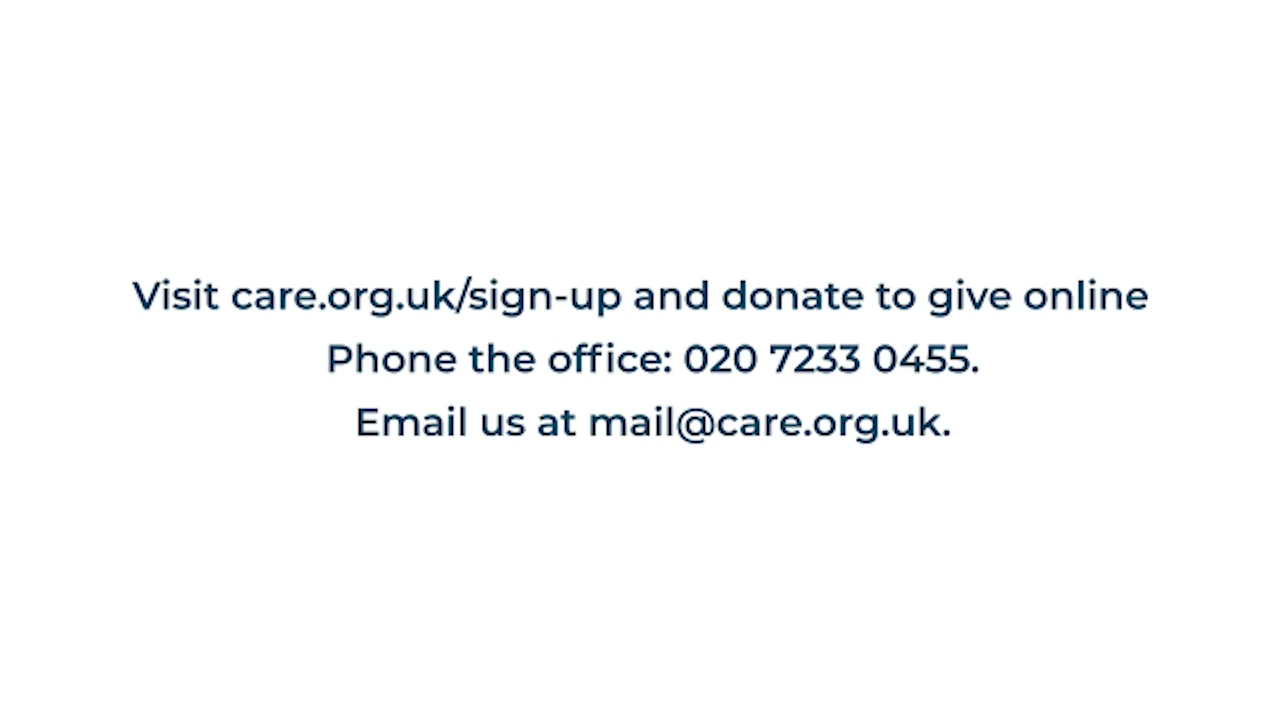 Visit care.org.uk/sign-up and donate to give online
Phone the office: 020 7233 0455.
Email us at mail@care.org.uk.